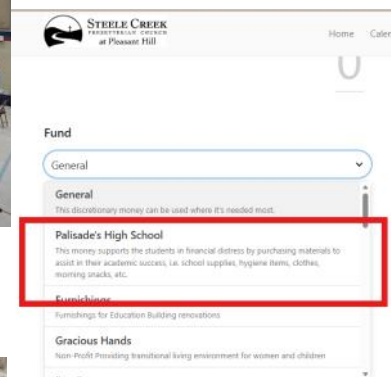 STEELE CREEK
PRESBYTERIAN CHURCH
at Pleasant Hill
Home
0
Fund
General
General
This discretionary money can be used where it's needed most.
Palisade's High School
This money supports the students in financial distress by purchasing materials to
assist in their academic success, i.e. school supplies, hygiene items, clothes,
morning snacks, etc.
Furnishings
Furnishings for Education Building renovations
Gracious Hands
Non-Profit Providing transitional living environment for women and children